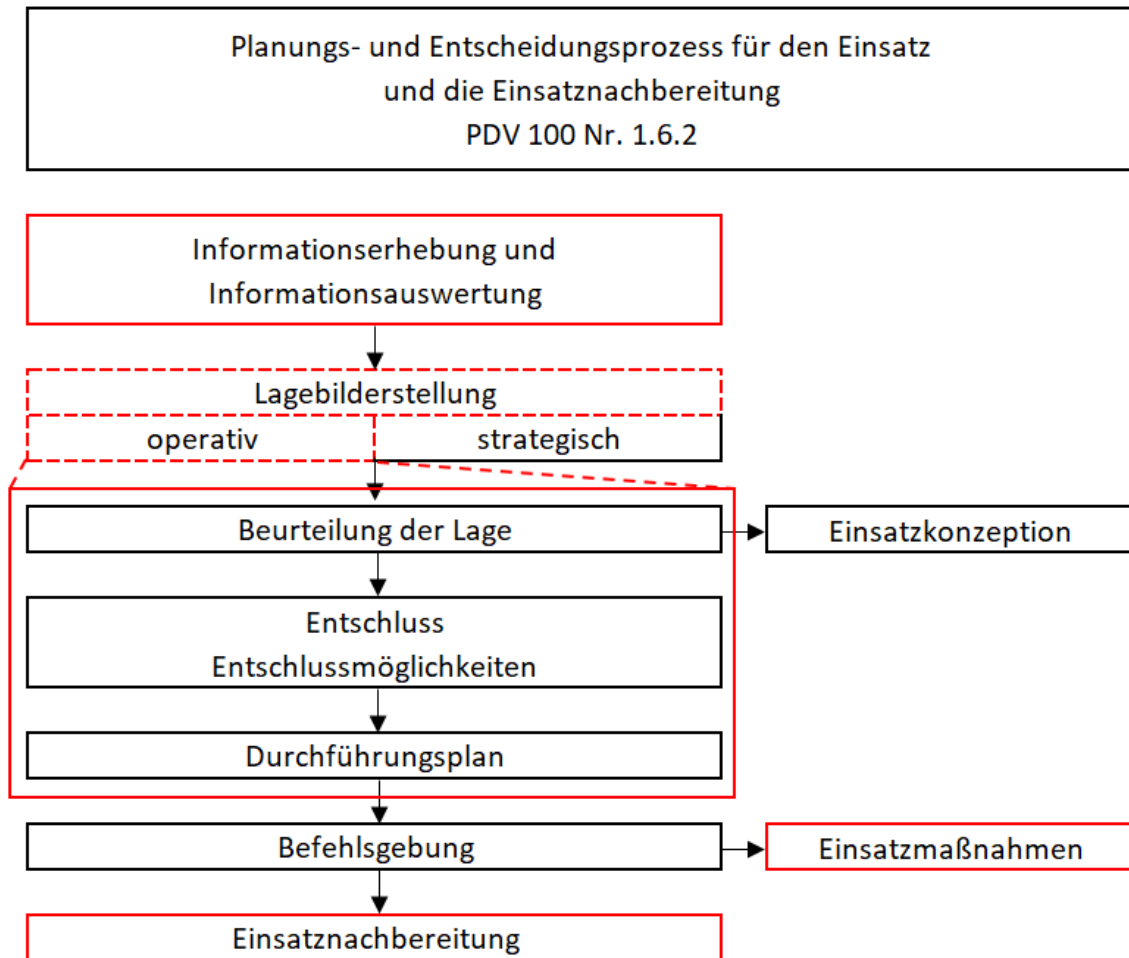 Planungs- und Entscheidungsprozess für den Einsatz
und die Einsatznachbereitung
PDV 100 Nr. 1.6.2
Informationserhebung und
Informationsauswertung
Lagebilderstellung
operativ
strategisch
Beurteilung der Lage
Einsatzkonzeption
Entschluss
Entschlussmöglichkeiten
Durchführungsplan
Befehlsgebung
Einsatzmaßnahmen
Einsatznachbereitung